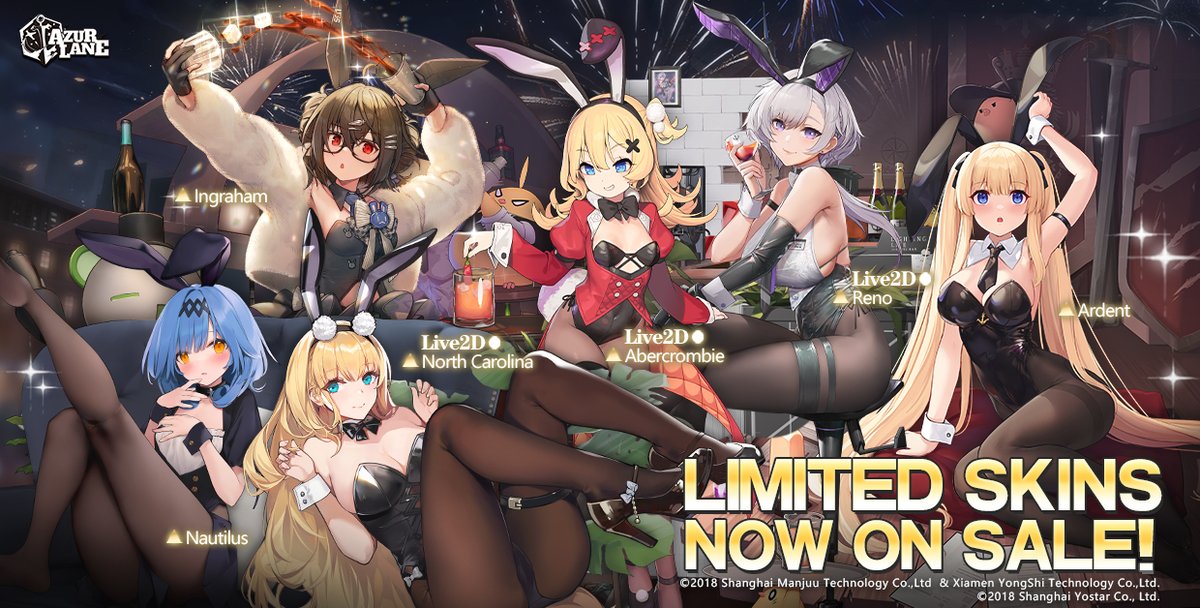 AZUR
LANE
Ingraham
Live2D
Reno
Ardent
Live2D
North Carolina
Live2D
Abercrombie
Nautilus
LIMITED SKINS
NOW ON SALE!
©2018 Shanghai Manjuu Technology Co.,Ltd & Xiamen YongShi Technology Co.,Ltd.
©2018 Shanghai Yostar Co., Ltd.